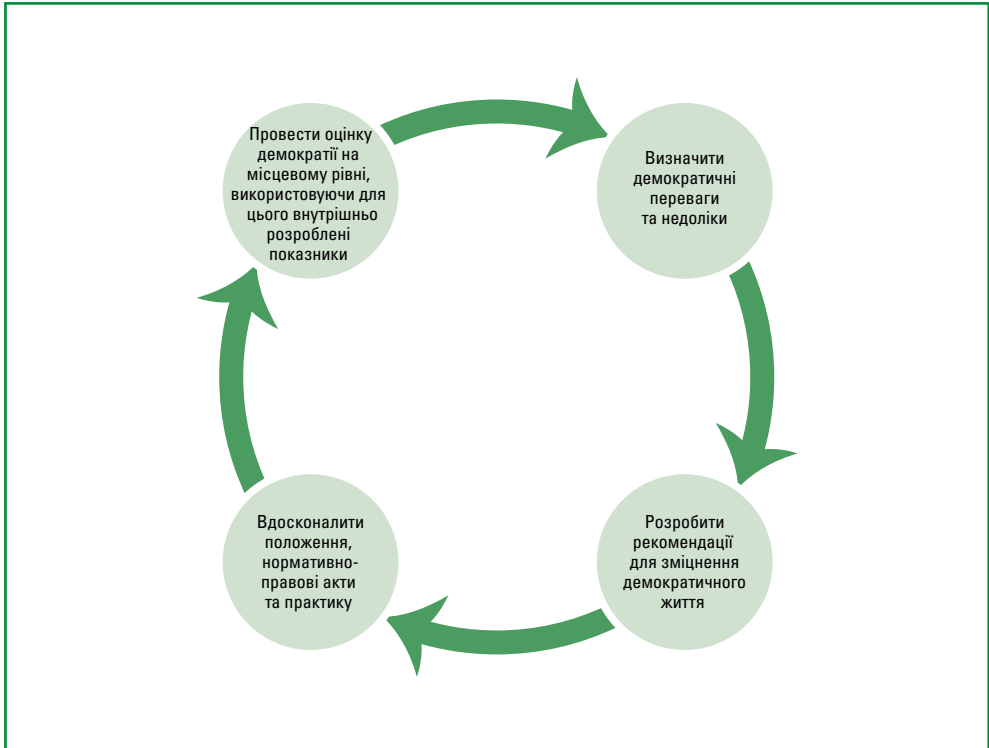 Провести оцінку
демократії на
місцевому рівні,
використовуючи для
цього внутрішньо
розроблені
показники
Визначити
демократичні
переваги
та недоліки
Розробити
рекомендації
для зміцнення
демократичного
життя
Вдосконалити
положення,
нормативно-
правові акти
та практику